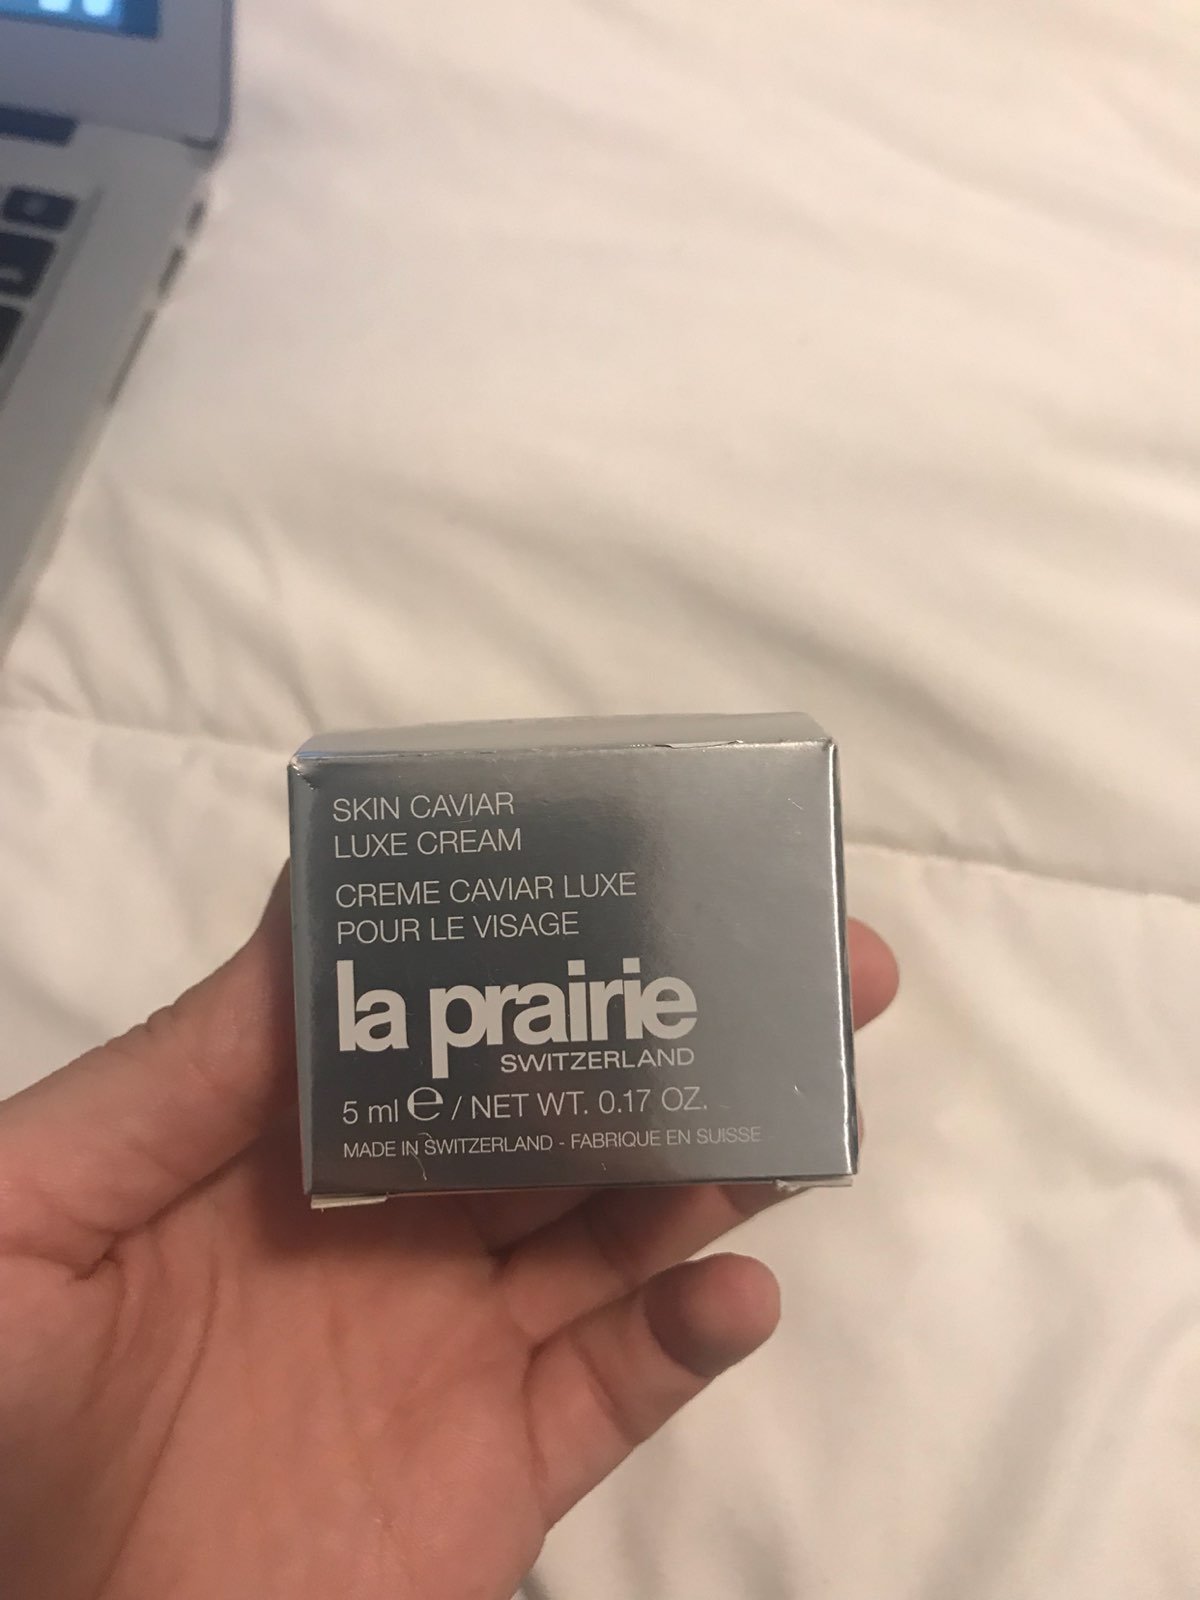 SKIN CAVIAR
LUXE CREAM
CREME CAVIAR LUXE
POUR LE VISAGE
la prairie
SWITZERLAND
5 ml ℮ / NET WT. 0.17 OZ.
MADE IN SWITZERLAND - FABRIQUE EN SUISSE